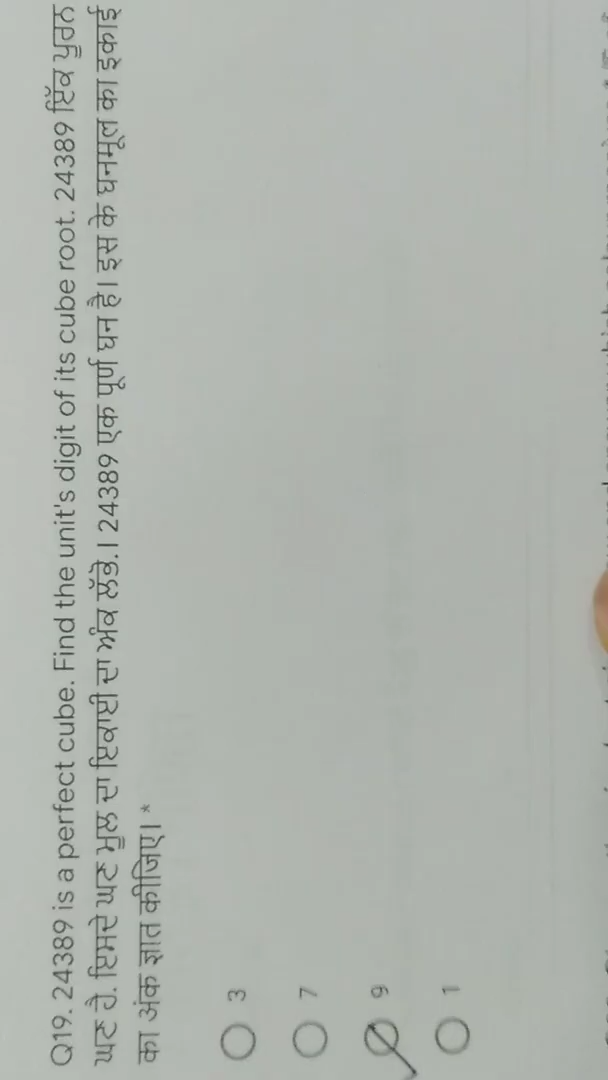 Q19. 24389 is a perfect cube. Find the unit's digit of its cube root. 24389 ਇੱਕ ਪੂਰਨ
ਘਣ ਹੈ. ਇਸਦੇ ਘਣ ਮੂਲ ਦਾ ਇਕਾਈ ਦਾ ਅੰਕ ਲੱਭੋ.। 24389 एक पूर्ण घन है। इस के घनमूल का इकाई
का अंक ज्ञात कीजिए। *
3
7
9
1